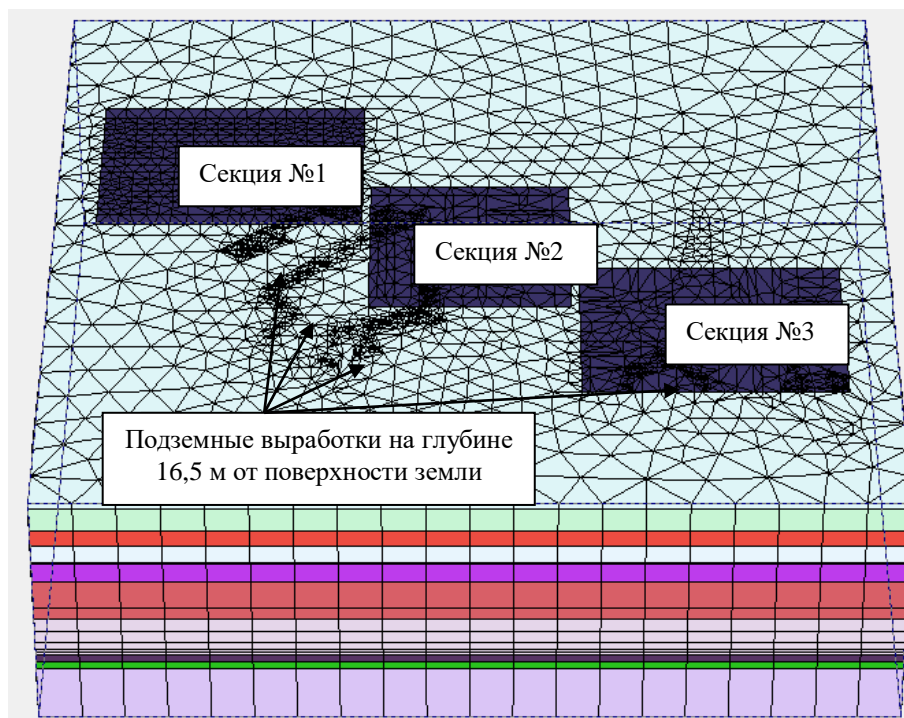 Секция №1
Секция №2
Секция №3
Подземные выработки на глубине
16,5 м от поверхности земли